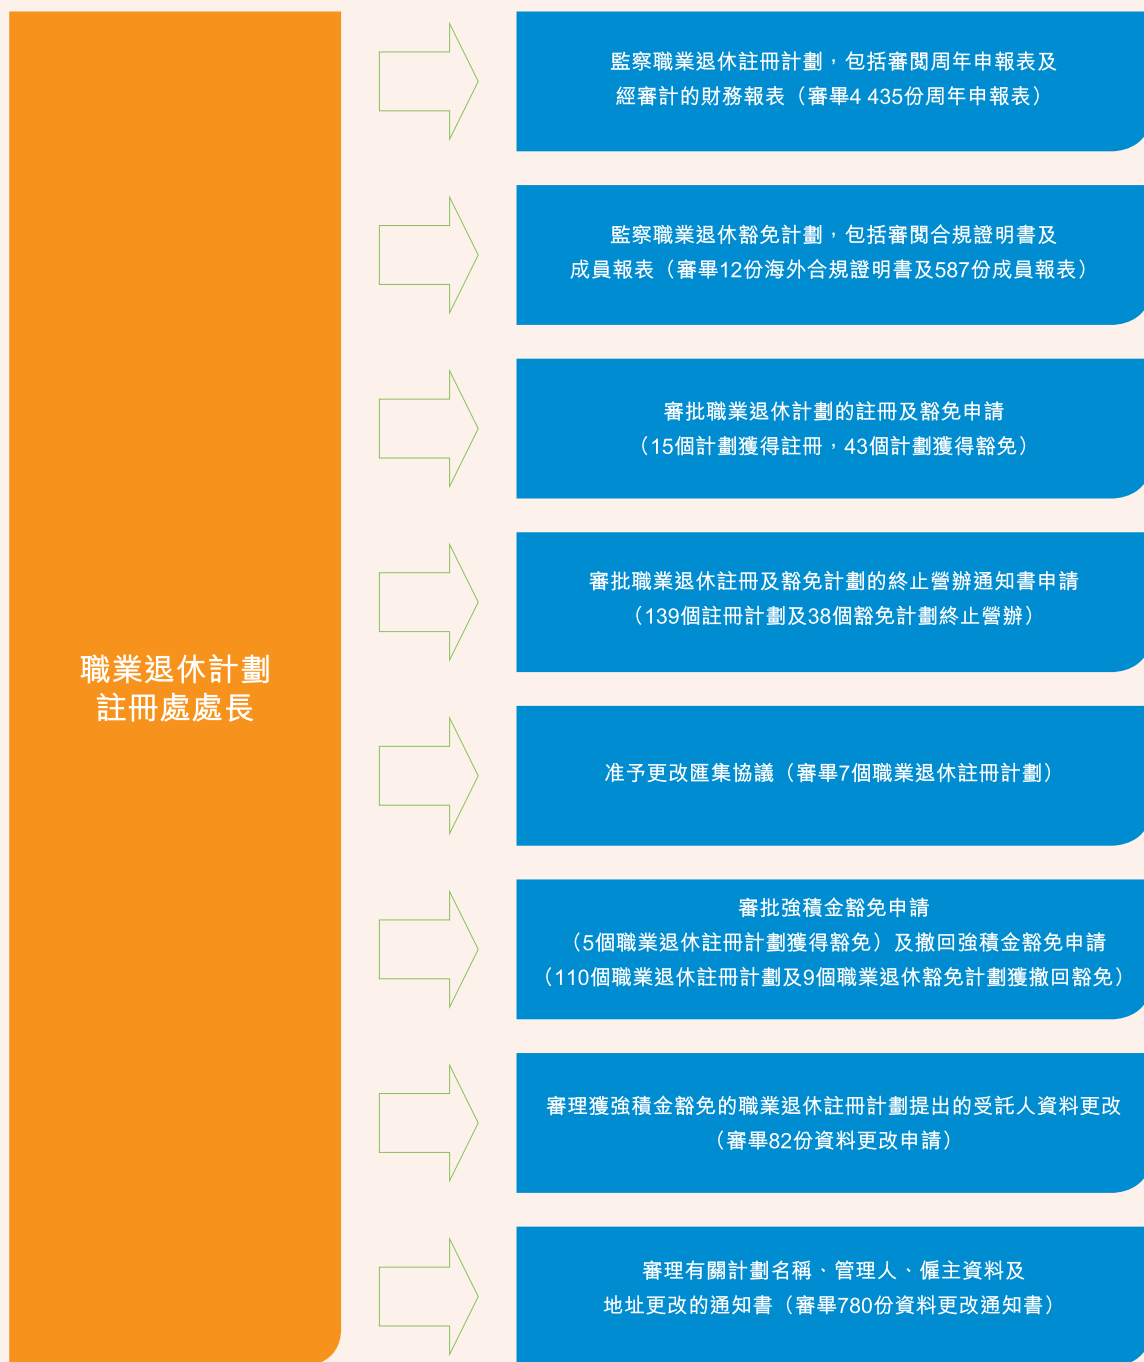 職業退休計劃
註冊處處長
監察職業退休註冊計劃，包括審閱周年申報表及
經審計的財務報表（審畢4 435份周年申報表）
監察職業退休豁免計劃，包括審閱合規證明書及
成員報表（審畢12份海外合規證明書及587份成員報表）
審批職業退休計劃的註冊及豁免申請
（15個計劃獲得註冊，43個計劃獲得豁免）
審批職業退休註冊及豁免計劃的終止營辦通知書申請
（139個註冊計劃及38個豁免計劃終止營辦）
准予更改匯集協議（審畢7個職業退休註冊計劃）
審批強積金豁免申請
（5個職業退休註冊計劃獲得豁免）及撤回強積金豁免申請
（110個職業退休註冊計劃及9個職業退休豁免計劃獲撤回豁免）
審理獲強積金豁免的職業退休註冊計劃提出的受託人資料更改
（審畢82份資料更改申請）
審理有關計劃名稱、管理人、僱主資料及
地址更改的通知書（審畢780份資料更改通知書）